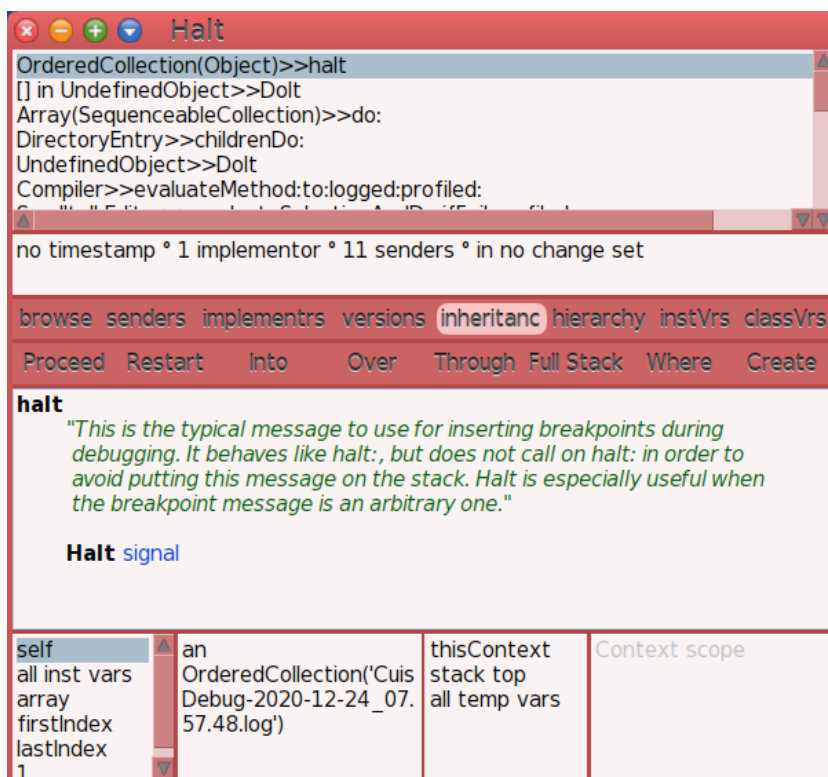 Halt
OrderedCollection(Object)>>halt
[] in UndefinedObject>>DoIt
Array(SequenceableCollection)>>do:
DirectoryEntry>>childrenDo:
UndefinedObject>>DoIt
Compiler>>evaluateMethod:to:logged:profiled:
no timestamp ° 1 implementor ° 11 senders ° in no change set
browse senders implementrs versions inheritanc hierarchy instVrs classVrs
Proceed Restart Into Over Through Full Stack Where Create
halt
"This is the typical message to use for inserting breakpoints during
debugging. It behaves like halt:, but does not call on halt: in order to
avoid putting this message on the stack. Halt is especially useful when
the breakpoint message is an arbitrary one."
Halt signal
self
all inst vars
array
firstIndex
lastIndex
1
an
OrderedCollection('Cuis
Debug-2020-12-24_07.
57.48.log')
thisContext
stack top
all temp vars
Context scope